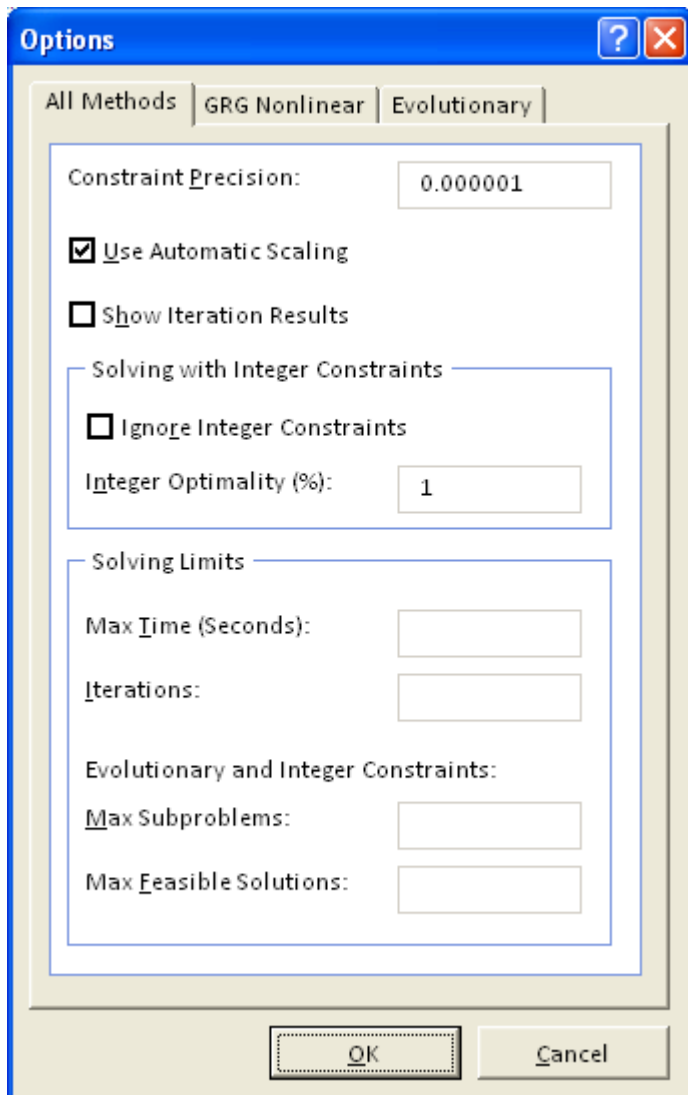 Options
All Methods GRG Nonlinear Evolutionary
Constraint Precision: 0.000001
Use Automatic Scaling
Show Iteration Results
Solving with Integer Constraints
Ignore Integer Constraints
Integer Optimality (%): 1
Solving Limits
Max Time (Seconds):
Iterations:
Evolutionary and Integer Constraints:
Max Subproblems:
Max Feasible Solutions:
OK Cancel